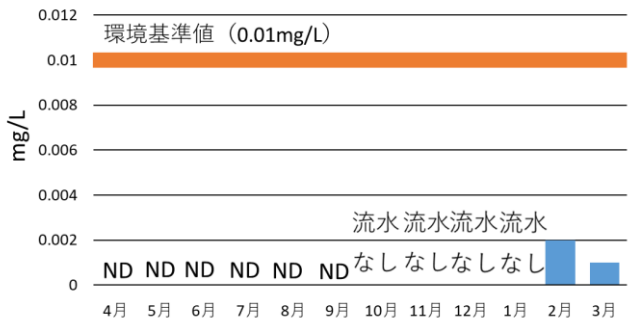 0.012
環境基準値（0.01mg/L）
0.01
0.008
mg/L
0.006
0.004
流水 流水 流水 流水
0.002
なし なし なし なし
ND ND ND ND ND ND
0
4月 5月 6月 7月 8月 9月 10月 11月 12月 1月 2月 3月